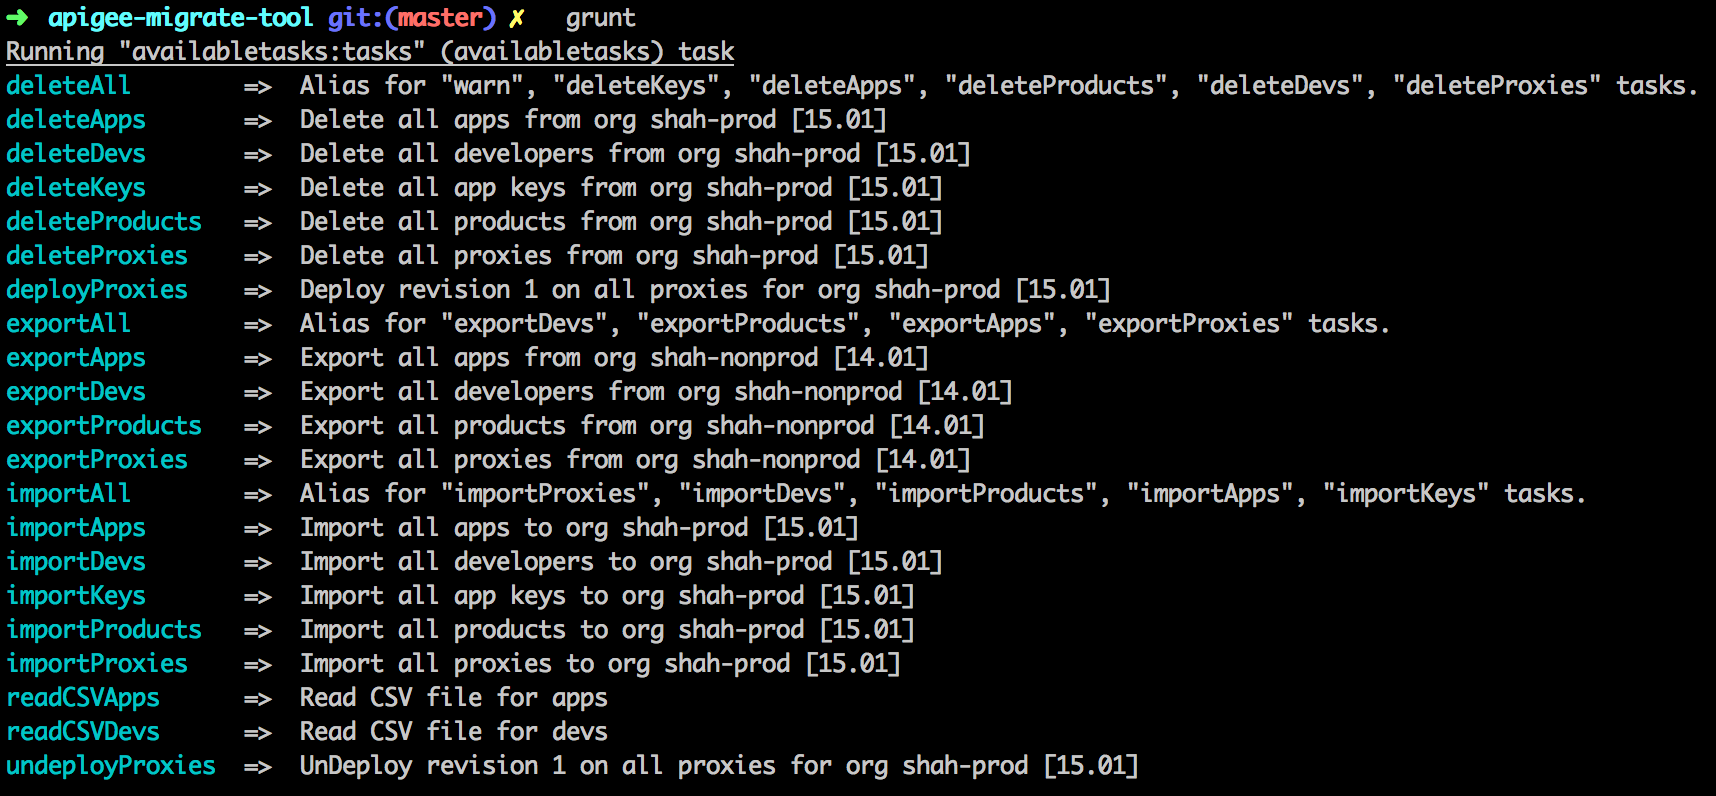 ➜ apigee-migrate-tool git:(master) ✗ grunt
Running "availabletasks:tasks" (availabletasks) task
deleteAll => Alias for "warn", "deleteKeys", "deleteApps", "deleteProducts", "deleteDevs", "deleteProxies" tasks.
deleteApps => Delete all apps from org shah-prod [15.01]
deleteDevs => Delete all developers from org shah-prod [15.01]
deleteKeys => Delete all app keys from org shah-prod [15.01]
deleteProducts => Delete all products from org shah-prod [15.01]
deleteProxies => Delete all proxies from org shah-prod [15.01]
deployProxies => Deploy revision 1 on all proxies for org shah-prod [15.01]
exportAll => Alias for "exportDevs", "exportProducts", "exportApps", "exportProxies" tasks.
exportApps => Export all apps from org shah-nonprod [14.01]
exportDevs => Export all developers from org shah-nonprod [14.01]
exportProducts => Export all products from org shah-nonprod [14.01]
exportProxies => Export all proxies from org shah-nonprod [14.01]
importAll => Alias for "importProxies", "importDevs", "importProducts", "importApps", "importKeys" tasks.
importApps => Import all apps to org shah-prod [15.01]
importDevs => Import all developers to org shah-prod [15.01]
importKeys => Import all app keys to org shah-prod [15.01]
importProducts => Import all products to org shah-prod [15.01]
importProxies => Import all proxies to org shah-prod [15.01]
readCSVApps => Read CSV file for apps
readCSVDevs => Read CSV file for devs
undeployProxies => UnDeploy revision 1 on all proxies for org shah-prod [15.01]